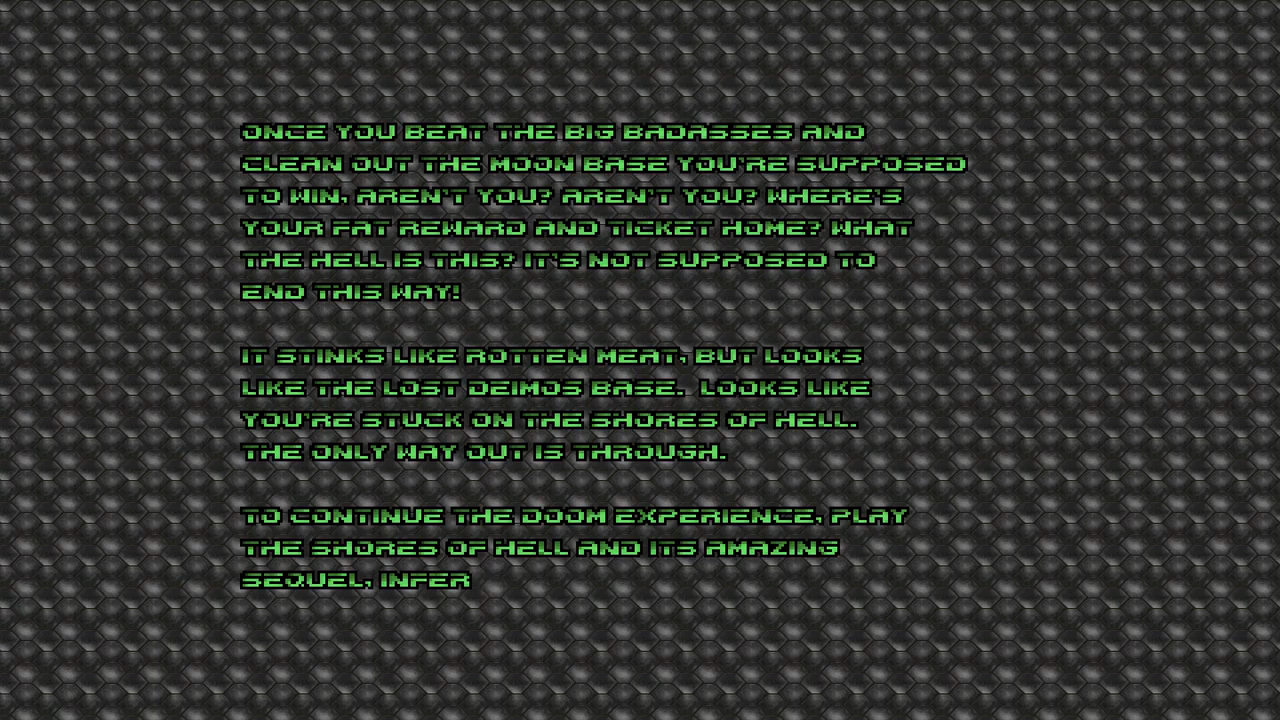 ONCE YOU BEAT THE BIG BADASSES AND
CLEAN OUT THE MOON BASE YOU'RE SUPPOSED
TO WIN, AREN'T YOU? AREN'T YOU? WHERE'S
YOUR FAT REWARD AND TICKET HOME? WHAT
THE HELL IS THIS? IT'S NOT SUPPOSED TO
END THIS WAY!
IT STINKS LIKE ROTTEN MEAT, BUT LOOKS
LIKE THE LOST DEIMOS BASE.  LOOKS LIKE
YOU'RE STUCK ON THE SHORES OF HELL.
THE ONLY WAY OUT IS THROUGH.
TO CONTINUE THE DOOM EXPERIENCE, PLAY
THE SHORES OF HELL AND ITS AMAZING
SEQUEL, INFER